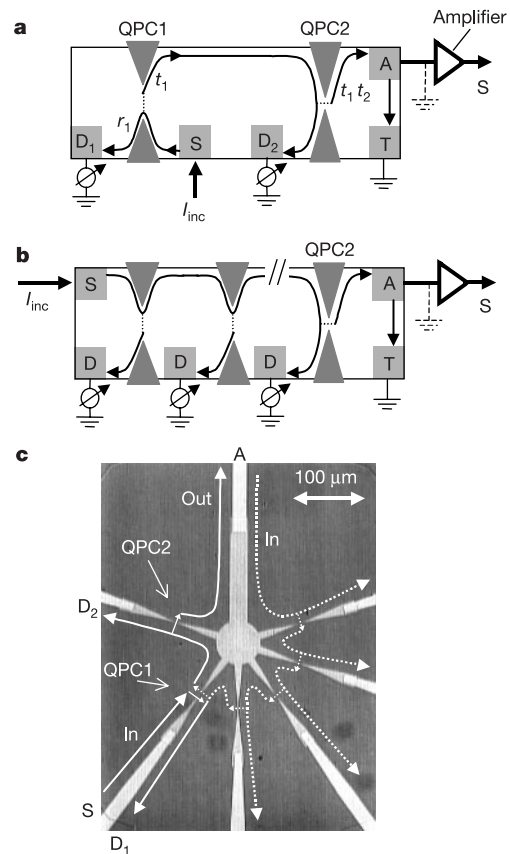 a
QPC1
QPC2
Amplifier
t1
t1 t2
A
S
r1
D1
S
D2
T
Iinc
b
QPC2
S
A
Iinc
S
D
D
D
T
c
A
Out
100 μm
In
QPC2
D2
QPC1
In
S
D1